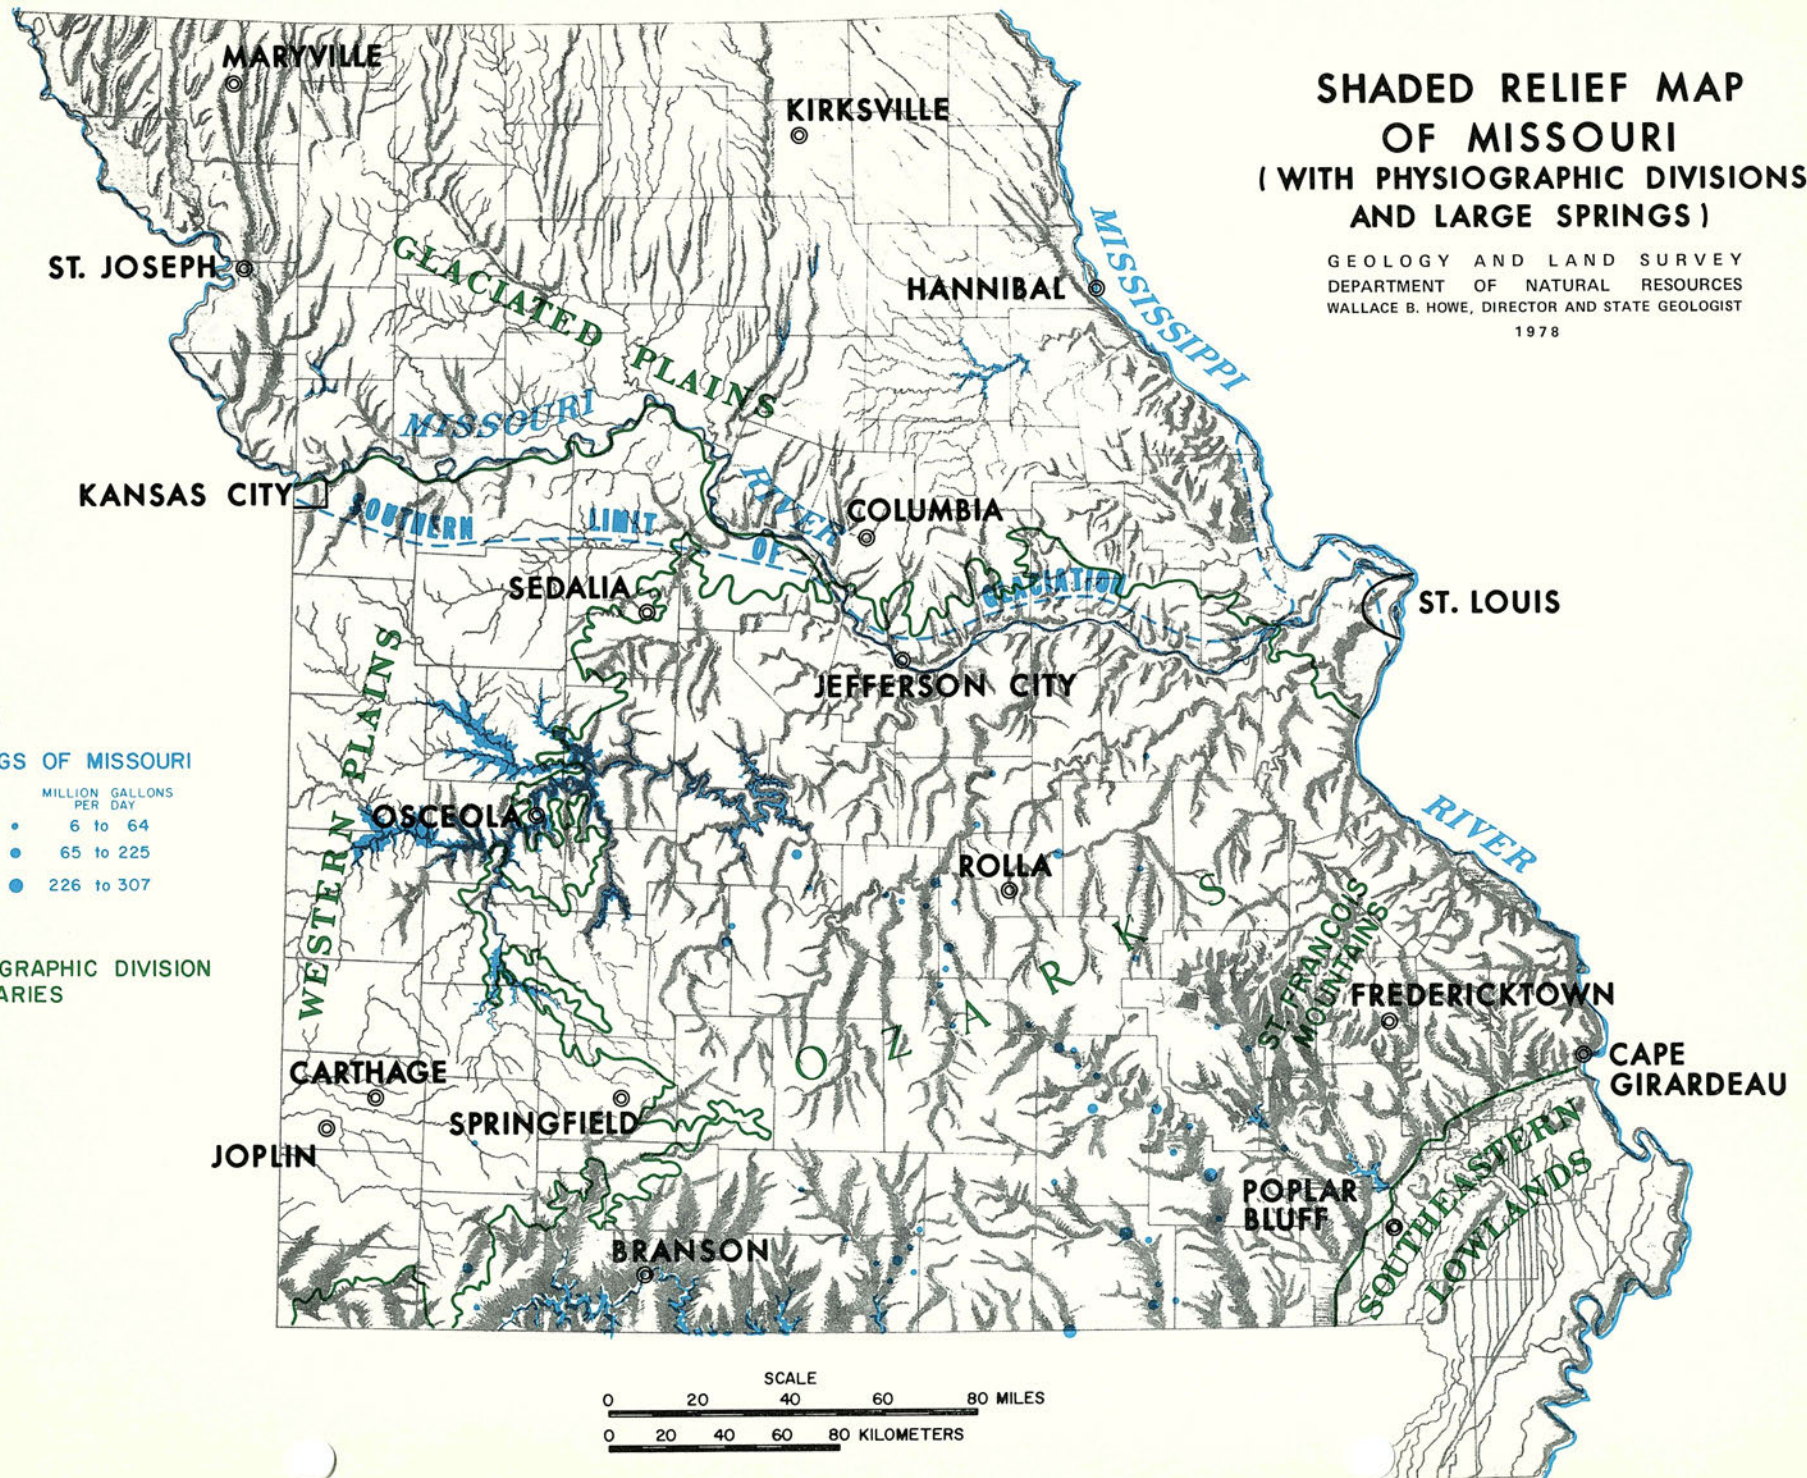 SHADED RELIEF MAP
OF MISSOURI
( WITH PHYSIOGRAPHIC DIVISIONS
AND LARGE SPRINGS )
GEOLOGY AND LAND SURVEY
DEPARTMENT OF NATURAL RESOURCES
WALLACE B. HOWE, DIRECTOR AND STATE GEOLOGIST
1978
MARYVILLE
KIRKSVILLE
ST. JOSEPH
GLACIATED PLAINS
HANNIBAL
MISSISSIPPI
MISSOURI
RIVER
KANSAS CITY
SOUTHERN LIMIT OF GLACIATION
COLUMBIA
SEDALIA
ST. LOUIS
JEFFERSON CITY
WESTERN PLAINS
GS OF MISSOURI
MILLION GALLONS
PER DAY
6 to 64
65 to 225
226 to 307
OSCEOLA
RIVER
ROLLA
OZARKS
ST. FRANCOIS
MOUNTAINS
GRAPHIC DIVISION
ARIES
FREDERICKTOWN
CARTHAGE
SPRINGFIELD
JOPLIN
CAPE
GIRARDEAU
POPLAR
BLUFF
SOUTHEASTERN
LOWLANDS
BRANSON
SCALE
0 20 40 60 80 MILES
0 20 40 60 80 KILOMETERS